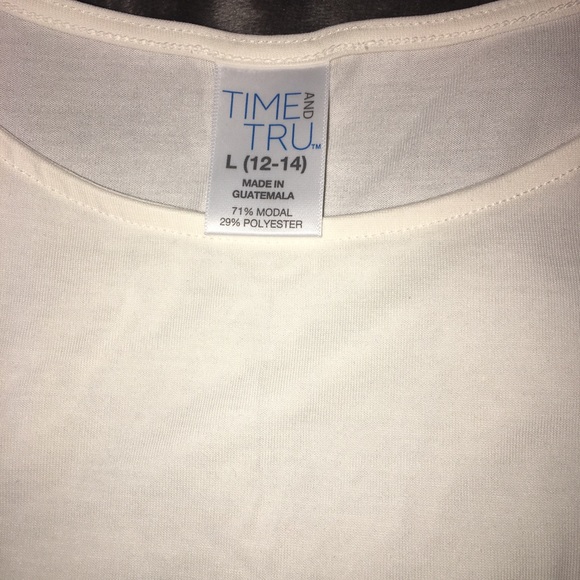 TIME AND
TRU™
L (12-14)
MADE IN
GUATEMALA
71% MODAL
29% POLYESTER